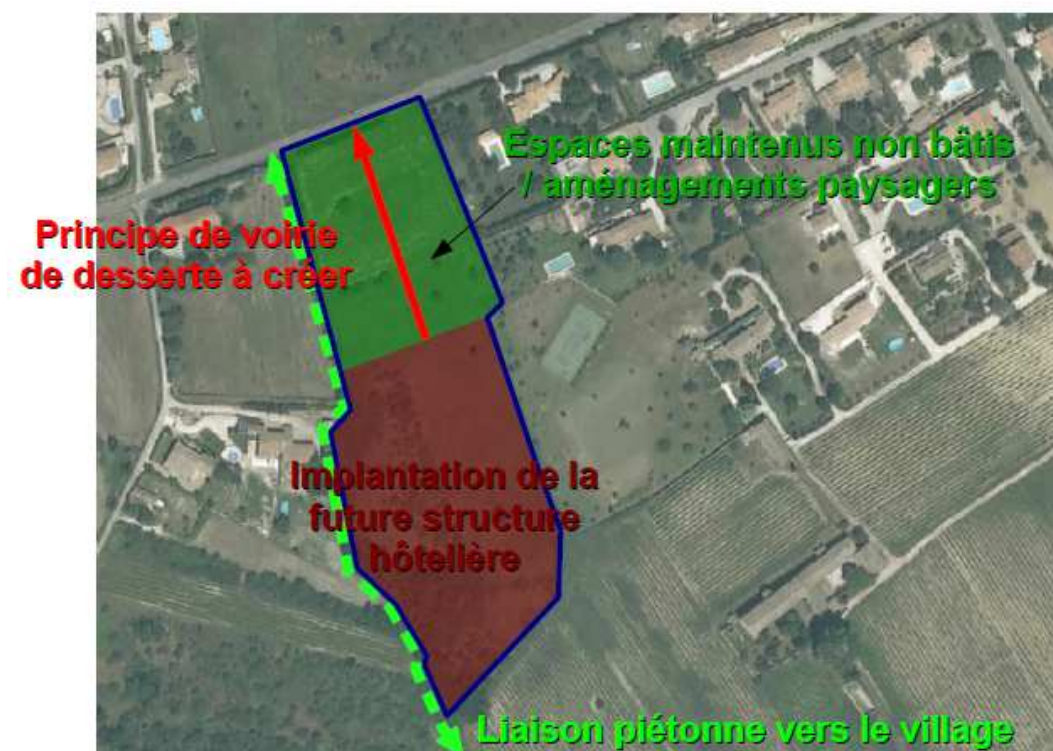 Espaces maintenus non bâtis
/ aménagements paysagers
Principe de voirie
de desserte à créer
Implantation de la
future structure
hôtelière
Liaison piétonne vers le village